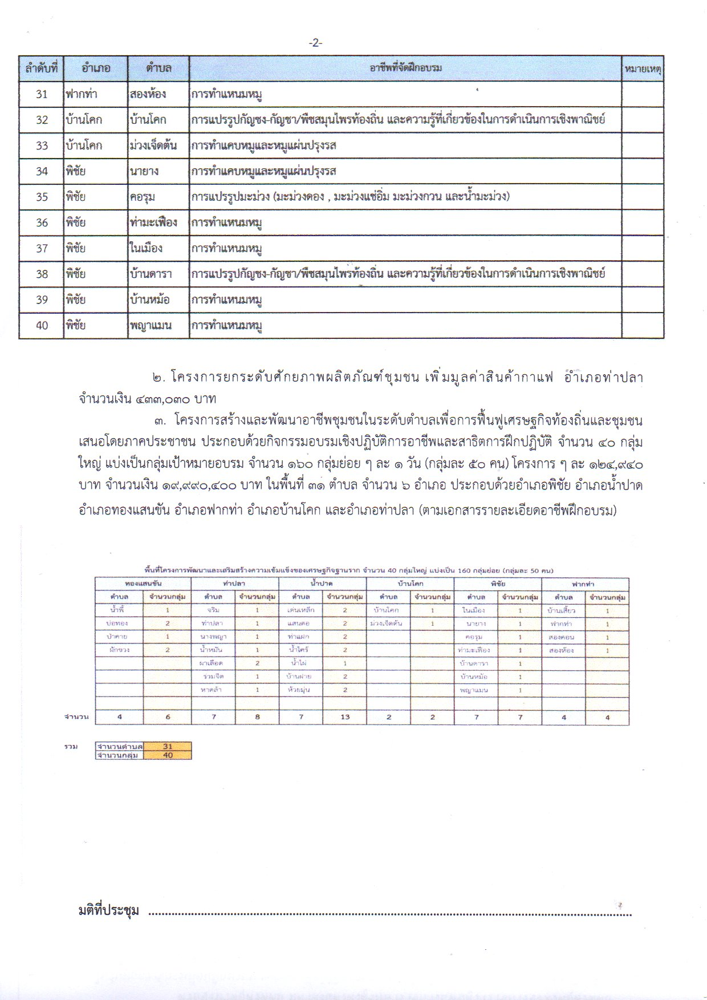 -2-
ลำดับที่ อำเภอ ตำบล อาชีพที่จัดฝึกอบรม หมายเหตุ
31 ฟากท่า สองห้อง การทำแหนมหมู
32 บ้านโคก บ้านโคก การแปรรูปกัญชง-กัญชา/พืชสมุนไพรท้องถิ่น และความรู้ที่เกี่ยวข้องในการดำเนินการเชิงพาณิชย์
33 บ้านโคก ม่วงเจ็ดต้น การทำแคบหมูและหมูแผ่นปรุงรส
34 พิชัย นายาง การทำแคบหมูและหมูแผ่นปรุงรส
35 พิชัย คอรุม การแปรรูปมะม่วง (มะม่วงดอง , มะม่วงแช่อิ่ม มะม่วงกวน และน้ำมะม่วง)
36 พิชัย ท่ามะเฟือง การทำแหนมหมู
37 พิชัย ในเมือง การทำแหนมหมู
38 พิชัย บ้านดารา การแปรรูปกัญชง-กัญชา/พืชสมุนไพรท้องถิ่น และความรู้ที่เกี่ยวข้องในการดำเนินการเชิงพาณิชย์
39 พิชัย บ้านหม้อ การทำแหนมหมู
40 พิชัย พญาแมน การทำแหนมหมู
๒. โครงการยกระดับศักยภาพผลิตภัณฑ์ชุมชน เพิ่มมูลค่าสินค้ากาแฟ อำเภอท่าปลา
จำนวนเงิน ๔๓๓,๐๓๐ บาท
๓. โครงการสร้างและพัฒนาอาชีพชุมชนในระดับตำบลเพื่อการฟื้นฟูเศรษฐกิจท้องถิ่นและชุมชน
เสนอโดยภาคประชาชน ประกอบด้วยกิจกรรมอบรมเชิงปฏิบัติการอาชีพและสาธิตการฝึกปฏิบัติ จำนวน ๔๐ กลุ่ม
ใหญ่ แบ่งเป็นกลุ่มเป้าหมายอบรม จำนวน ๑๖๐ กลุ่มย่อย ๆ ละ ๑ วัน (กลุ่มละ ๕๐ คน) โครงการ ๆ ละ ๑๒๔,๙๔๐
บาท จำนวนเงิน ๑๙,๙๙๐,๔๐๐ บาท ในพื้นที่ ๓๑ ตำบล จำนวน ๖ อำเภอ ประกอบด้วยอำเภอพิชัย อำเภอน้ำปาด
อำเภอทองแสนขัน อำเภอฟากท่า อำเภอบ้านโคก และอำเภอท่าปลา (ตามเอกสารรายละเอียดอาชีพฝึกอบรม)
พื้นที่โครงการพัฒนาและเสริมสร้างความเข้มแข็งของเศรษฐกิจฐานราก จำนวน 40 กลุ่มใหญ่ แบ่งเป็น 160 กลุ่มย่อย (กลุ่มละ 50 คน)
ทองแสนขัน ท่าปลา น้ำปาด บ้านโคก พิชัย ฟากท่า
ตำบล จำนวนกลุ่ม ตำบล จำนวนกลุ่ม ตำบล จำนวนกลุ่ม ตำบล จำนวนกลุ่ม ตำบล จำนวนกลุ่ม ตำบล จำนวนกลุ่ม
น้ำพี้ 1 จริม 1 เด่นเหล็ก 2 บ้านโคก 1 ในเมือง 1 บ้านเสี้ยว 1
บ่อทอง 2 ท่าปลา 1 แสนตอ 2 ม่วงเจ็ดต้น 1 นายาง 1 ฟากท่า 1
ป่าคาย 1 นางพญา 1 ท่าแฝก 2 คอรุม 1 สองคอน 1
ผักขวง 2 น้ำหมัน 1 น้ำไคร้ 2 ท่ามะเฟือง 1 สองห้อง 1
ผาเลือด 2 น้ำไผ่ 1 บ้านดารา 1
ร่วมจิต 1 บ้านฝาย 2 บ้านหม้อ 1
หาดล้า 1 ห้วยมุ่น 2 พญาแมน 1
จำนวน 4 6 7 8 7 13 2 2 7 7 4 4
รวม จำนวนตำบล 31
จำนวนกลุ่ม 40
มติที่ประชุม ........................................................................